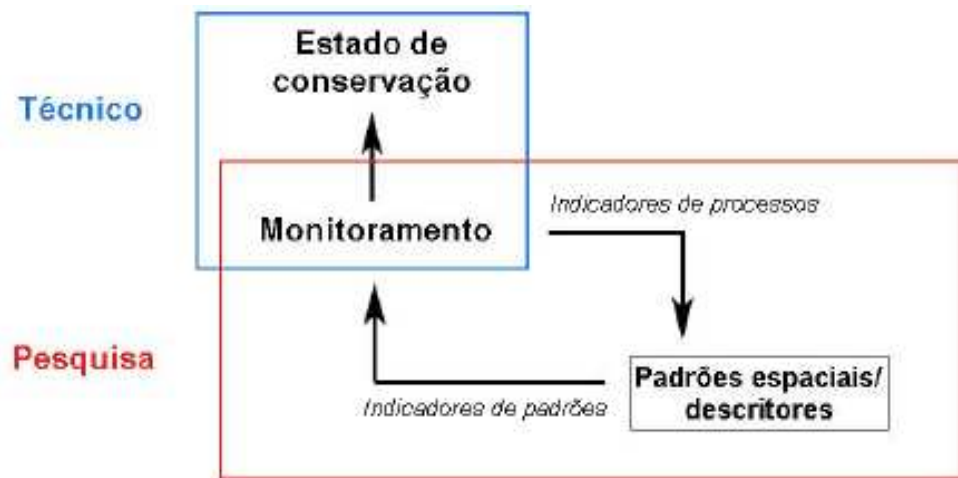 Estado de
conservação
Técnico
Indicadores de processos
Monitoramento
Pesquisa
Padrões espaciais/
descritores
Indicadores de padrões